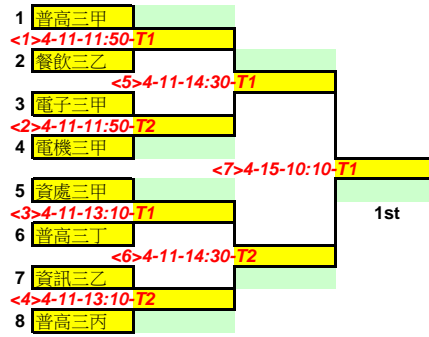 1 普高三甲
<1>4-11-11:50-T1
2 餐飲三乙
<5>4-11-14:30-T1
3 電子三甲
<2>4-11-11:50-T2
4 電機三甲
<7>4-15-10:10-T1
5 資處三甲
<3>4-11-13:10-T1
1st
6 普高三丁
<6>4-11-14:30-T2
7 資訊三乙
<4>4-11-13:10-T2
8 普高三丙